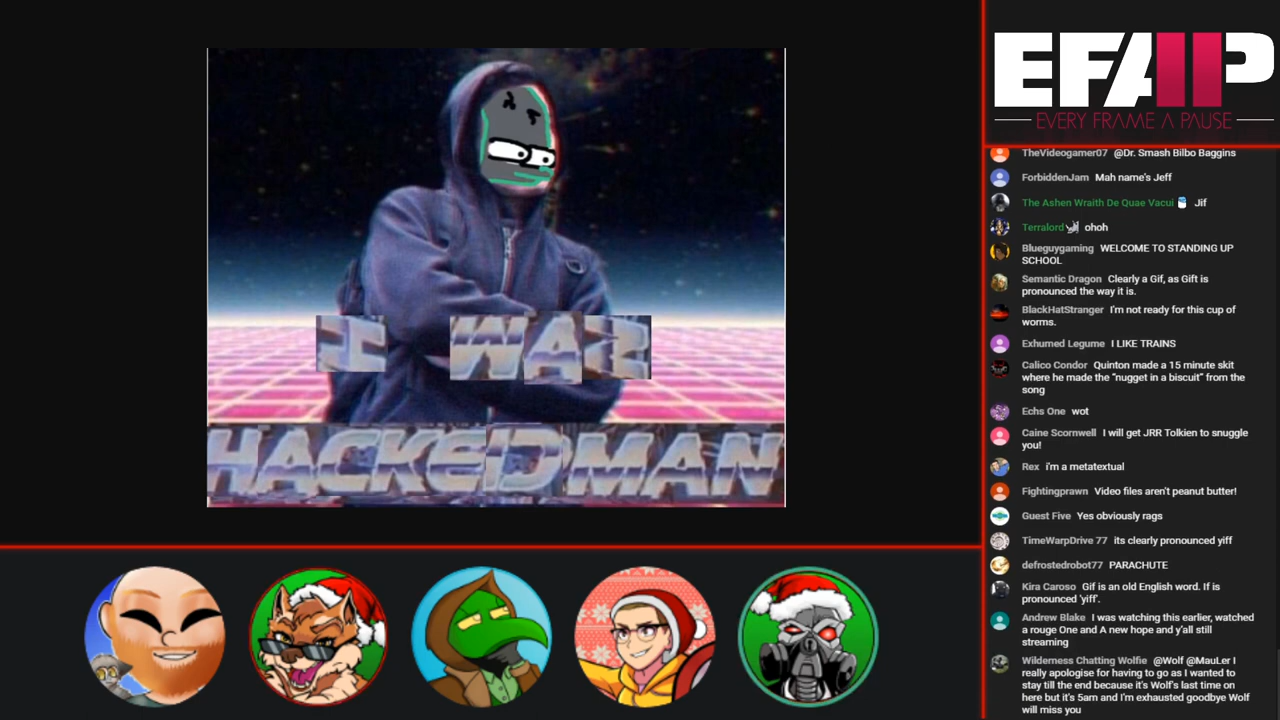 I WAS
HACKEDMAN
EFAP
EVERY FRAME A PAUSE
TheVideogamer07 @Dr. Smash Bilbo Baggins
ForbiddenJam Mah name's Jeff
The Ashen Wraith De Quae Vacui Jif
Terralord ohoh
Blueguygaming WELCOME TO STANDING UP
SCHOOL
Semantic Dragon Clearly a Gif, as Gift is
pronounced the way it is.
BlackHatStranger I'm not ready for this cup of
worms.
Exhumed Legume I LIKE TRAINS
Calico Condor Quinton made a 15 minute skit
where he made the “nugget in a biscuit” from the
song
Echs One wot
Caine Scornwell I will get JRR Tolkien to snuggle
you!
Rex i'm a metatextual
Fightingprawn Video files aren't peanut butter!
Guest Five Yes obviously rags
TimeWarpDrive 77 its clearly pronounced yiff
defrostedrobot77 PARACHUTE
Kira Caroso Gif is an old English word. If is
pronounced 'yiff'.
Andrew Blake I was watching this earlier, watched
a rouge One and A new hope and y'all still
streaming
Wilderness Chatting Wolfie @Wolf @MauLer I
really apologise for having to go as I wanted to
stay till the end because it's Wolf's last time on
here but it's 5am and I'm exhausted goodbye Wolf
will miss you